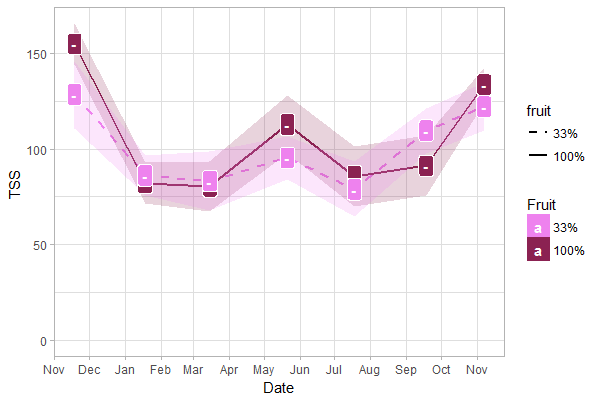 TSS
150
100
50
0
Nov Dec Jan Feb Mar Apr May Jun Jul Aug Sep Oct Nov
Date
fruit
33%
100%
Fruit
a 33%
a 100%